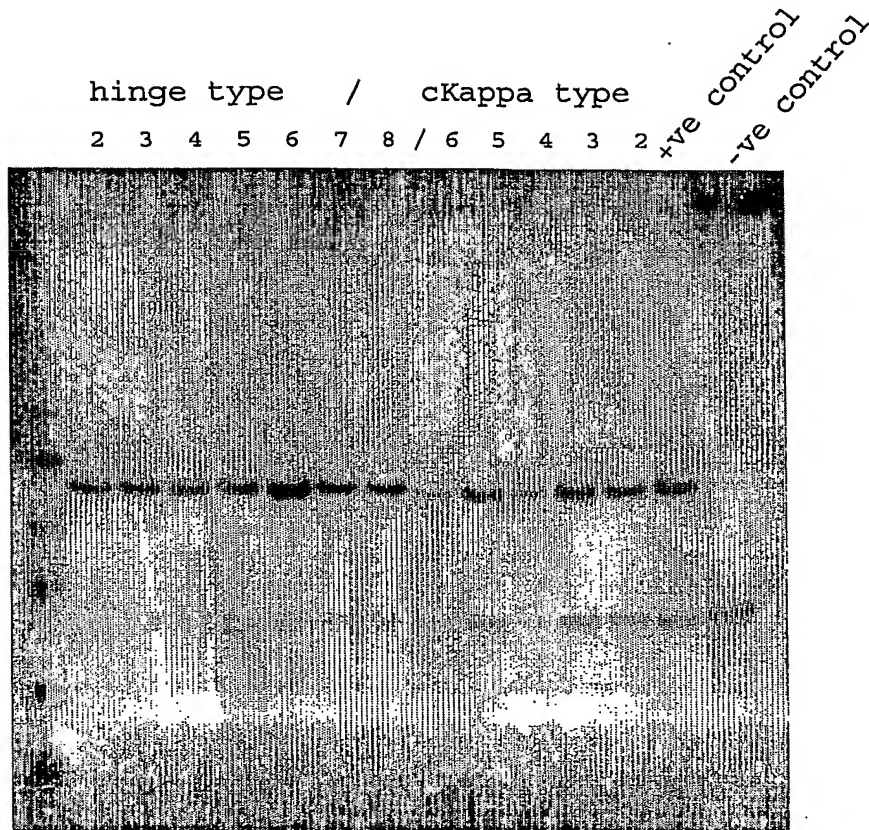 hinge type / cKappa type
2 3 4 5 6 7 8 / 6 5 4 3 2 +ve control -ve control